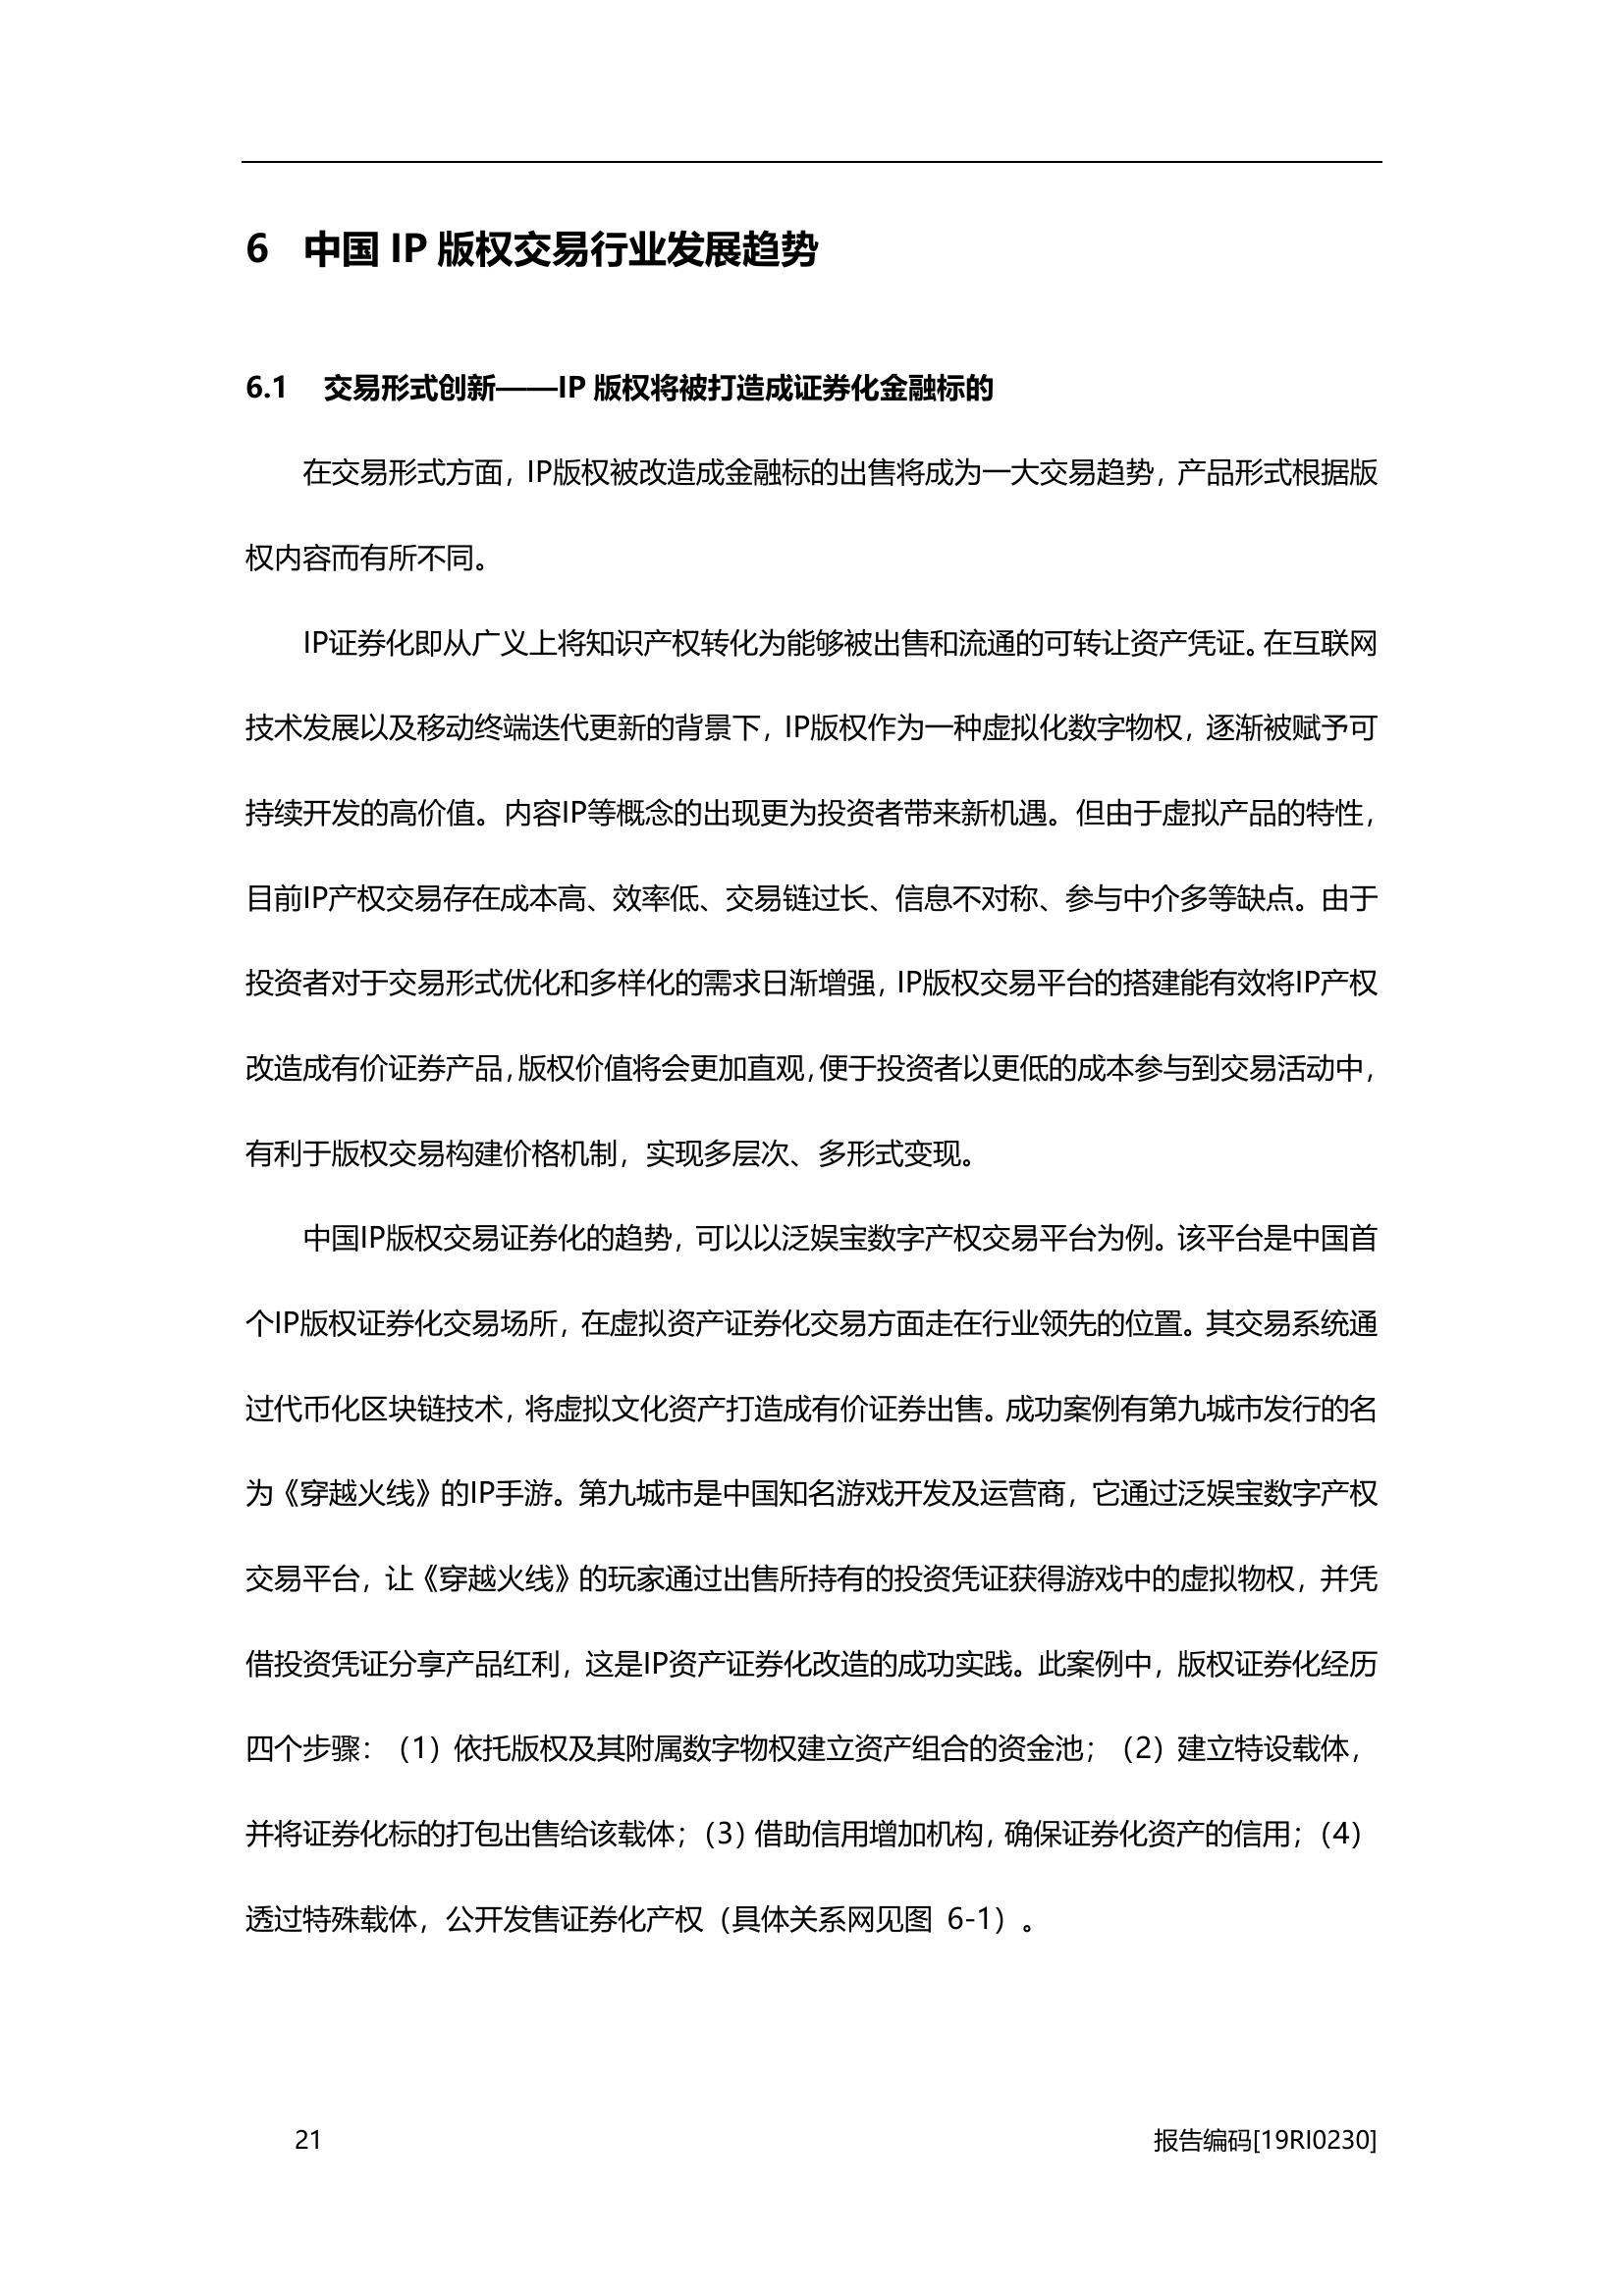 6 中国 IP 版权交易行业发展趋势
6.1 交易形式创新——IP 版权将被打造成证券化金融标的
在交易形式方面，IP版权被改造成金融标的出售将成为一大交易趋势，产品形式根据版
权内容而有所不同。
IP证券化即从广义上将知识产权转化为能够被出售和流通的可转让资产凭证。在互联网
技术发展以及移动终端迭代更新的背景下，IP版权作为一种虚拟化数字物权，逐渐被赋予可
持续开发的高价值。内容IP等概念的出现更为投资者带来新机遇。但由于虚拟产品的特性，
目前IP产权交易存在成本高、效率低、交易链过长、信息不对称、参与中介多等缺点。由于
投资者对于交易形式优化和多样化的需求日渐增强，IP版权交易平台的搭建能有效将IP产权
改造成有价证券产品，版权价值将会更加直观，便于投资者以更低的成本参与到交易活动中，
有利于版权交易构建价格机制，实现多层次、多形式变现。
中国IP版权交易证券化的趋势，可以以泛娱宝数字产权交易平台为例。该平台是中国首
个IP版权证券化交易场所，在虚拟资产证券化交易方面走在行业领先的位置。其交易系统通
过代币化区块链技术，将虚拟文化资产打造成有价证券出售。成功案例有第九城市发行的名
为《穿越火线》的IP手游。第九城市是中国知名游戏开发及运营商，它通过泛娱宝数字产权
交易平台，让《穿越火线》的玩家通过出售所持有的投资凭证获得游戏中的虚拟物权，并凭
借投资凭证分享产品红利，这是IP资产证券化改造的成功实践。此案例中，版权证券化经历
四个步骤：（1）依托版权及其附属数字物权建立资产组合的资金池；（2）建立特设载体，
并将证券化标的打包出售给该载体；（3）借助信用增加机构，确保证券化资产的信用；（4）
透过特殊载体，公开发售证券化产权（具体关系网见图 6-1）。
21 报告编码[19RI0230]